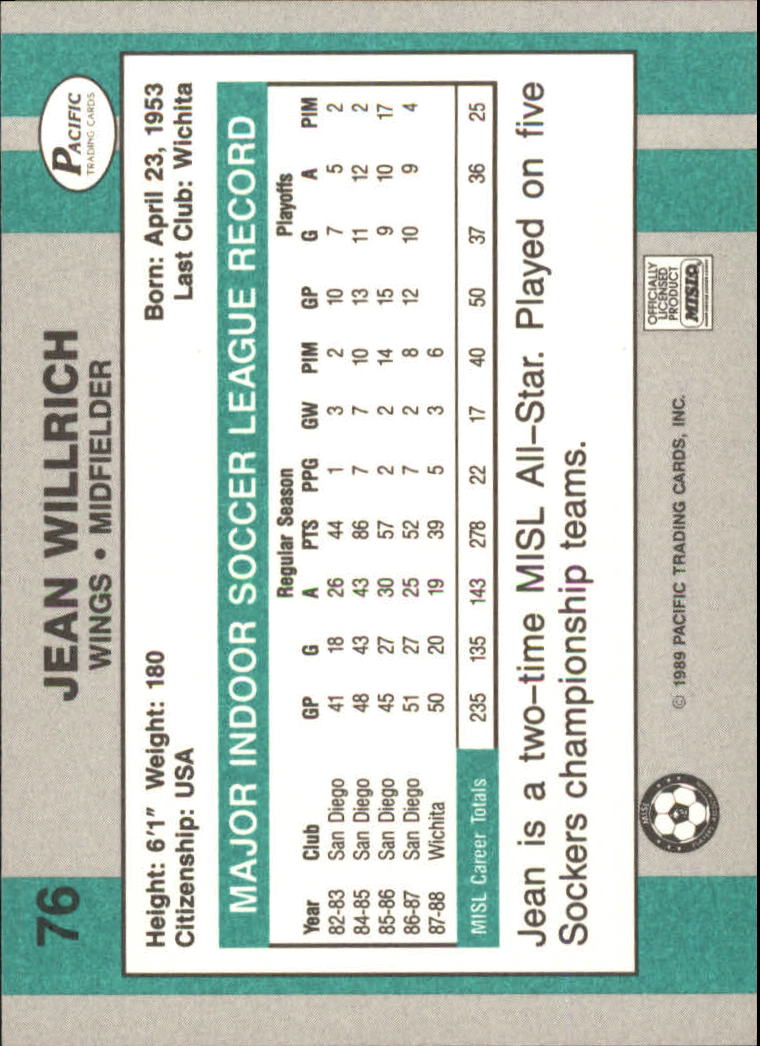 76
JEAN WILLRICH
WINGS • MIDFIELDER
PACIFIC
TRADING CARDS
Height: 6'1" Weight: 180 Born: April 23, 1953
Citizenship: USA Last Club: Wichita
MAJOR INDOOR SOCCER LEAGUE RECORD
Regular Season Playoffs
Year Club GP G A PTS PPG GW PIM GP G A PIM
82-83 San Diego 41 18 26 44 1 3 2 10 7 5 2
84-85 San Diego 48 43 43 86 7 7 10 13 11 12 2
85-86 San Diego 45 27 30 57 2 2 14 15 9 10 17
86-87 San Diego 51 27 25 52 7 2 8 12 10 9 4
87-88 Wichita 50 20 19 39 5 3 6
MISL Career Totals 235 135 143 278 22 17 40 50 37 36 25
Jean is a two-time MISL All-Star. Played on five
Sockers championship teams.
MISL
© 1989 PACIFIC TRADING CARDS, INC.
OFFICIALLY
LICENSED
PRODUCT
MISL